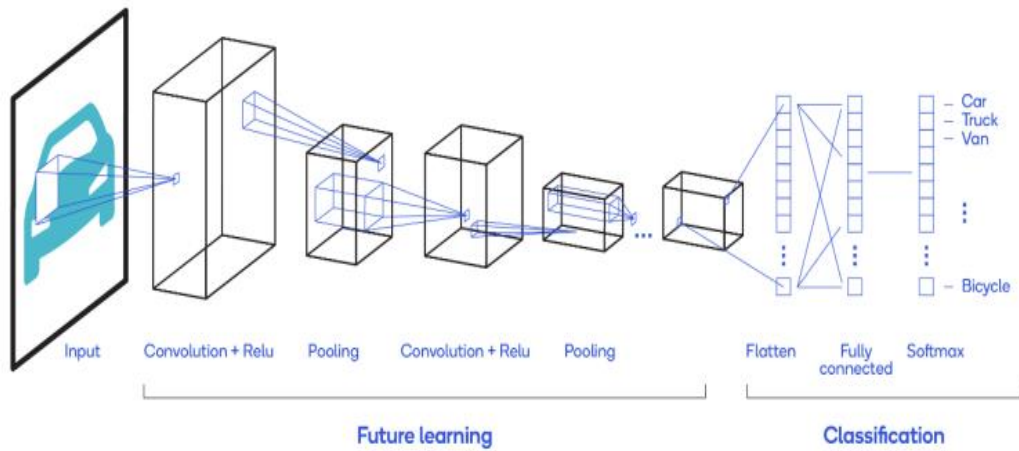 Car
Truck
Van
Bicycle
Input
Convolution + Relu
Pooling
Convolution + Relu
Pooling
Flatten
Fully
connected
Softmax
Future learning
Classification